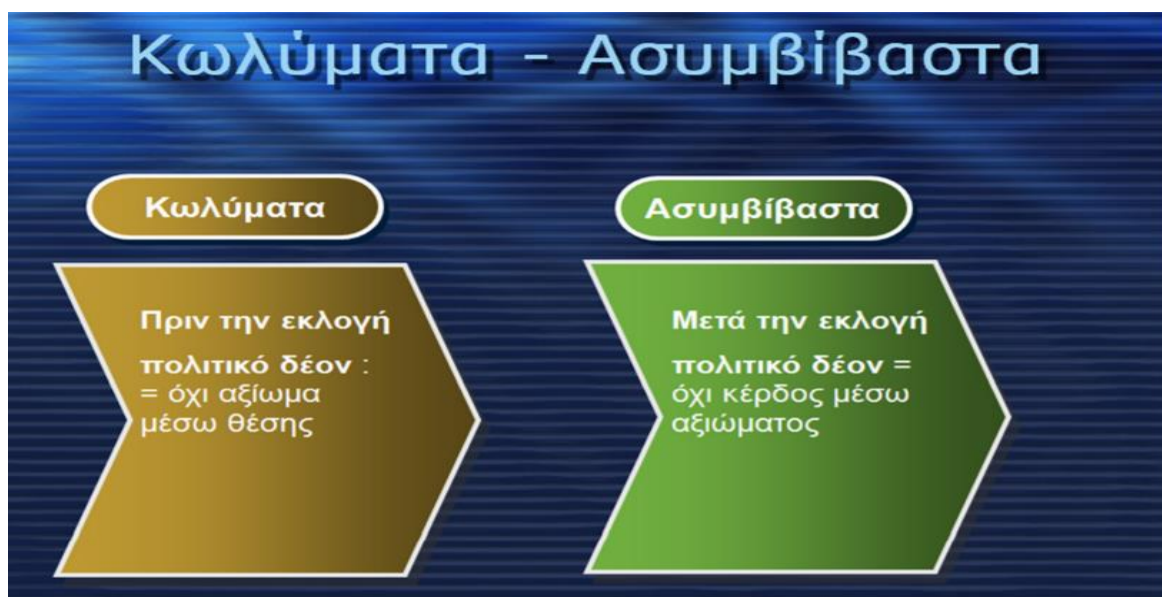 Κωλύματα - Ασυμβίβαστα
Κωλύματα
Πριν την εκλογή
πολιτικό δέον :
= όχι αξίωμα
μέσω θέσης
Ασυμβίβαστα
Μετά την εκλογή
πολιτικό δέον =
όχι κέρδος μέσω
αξιώματος